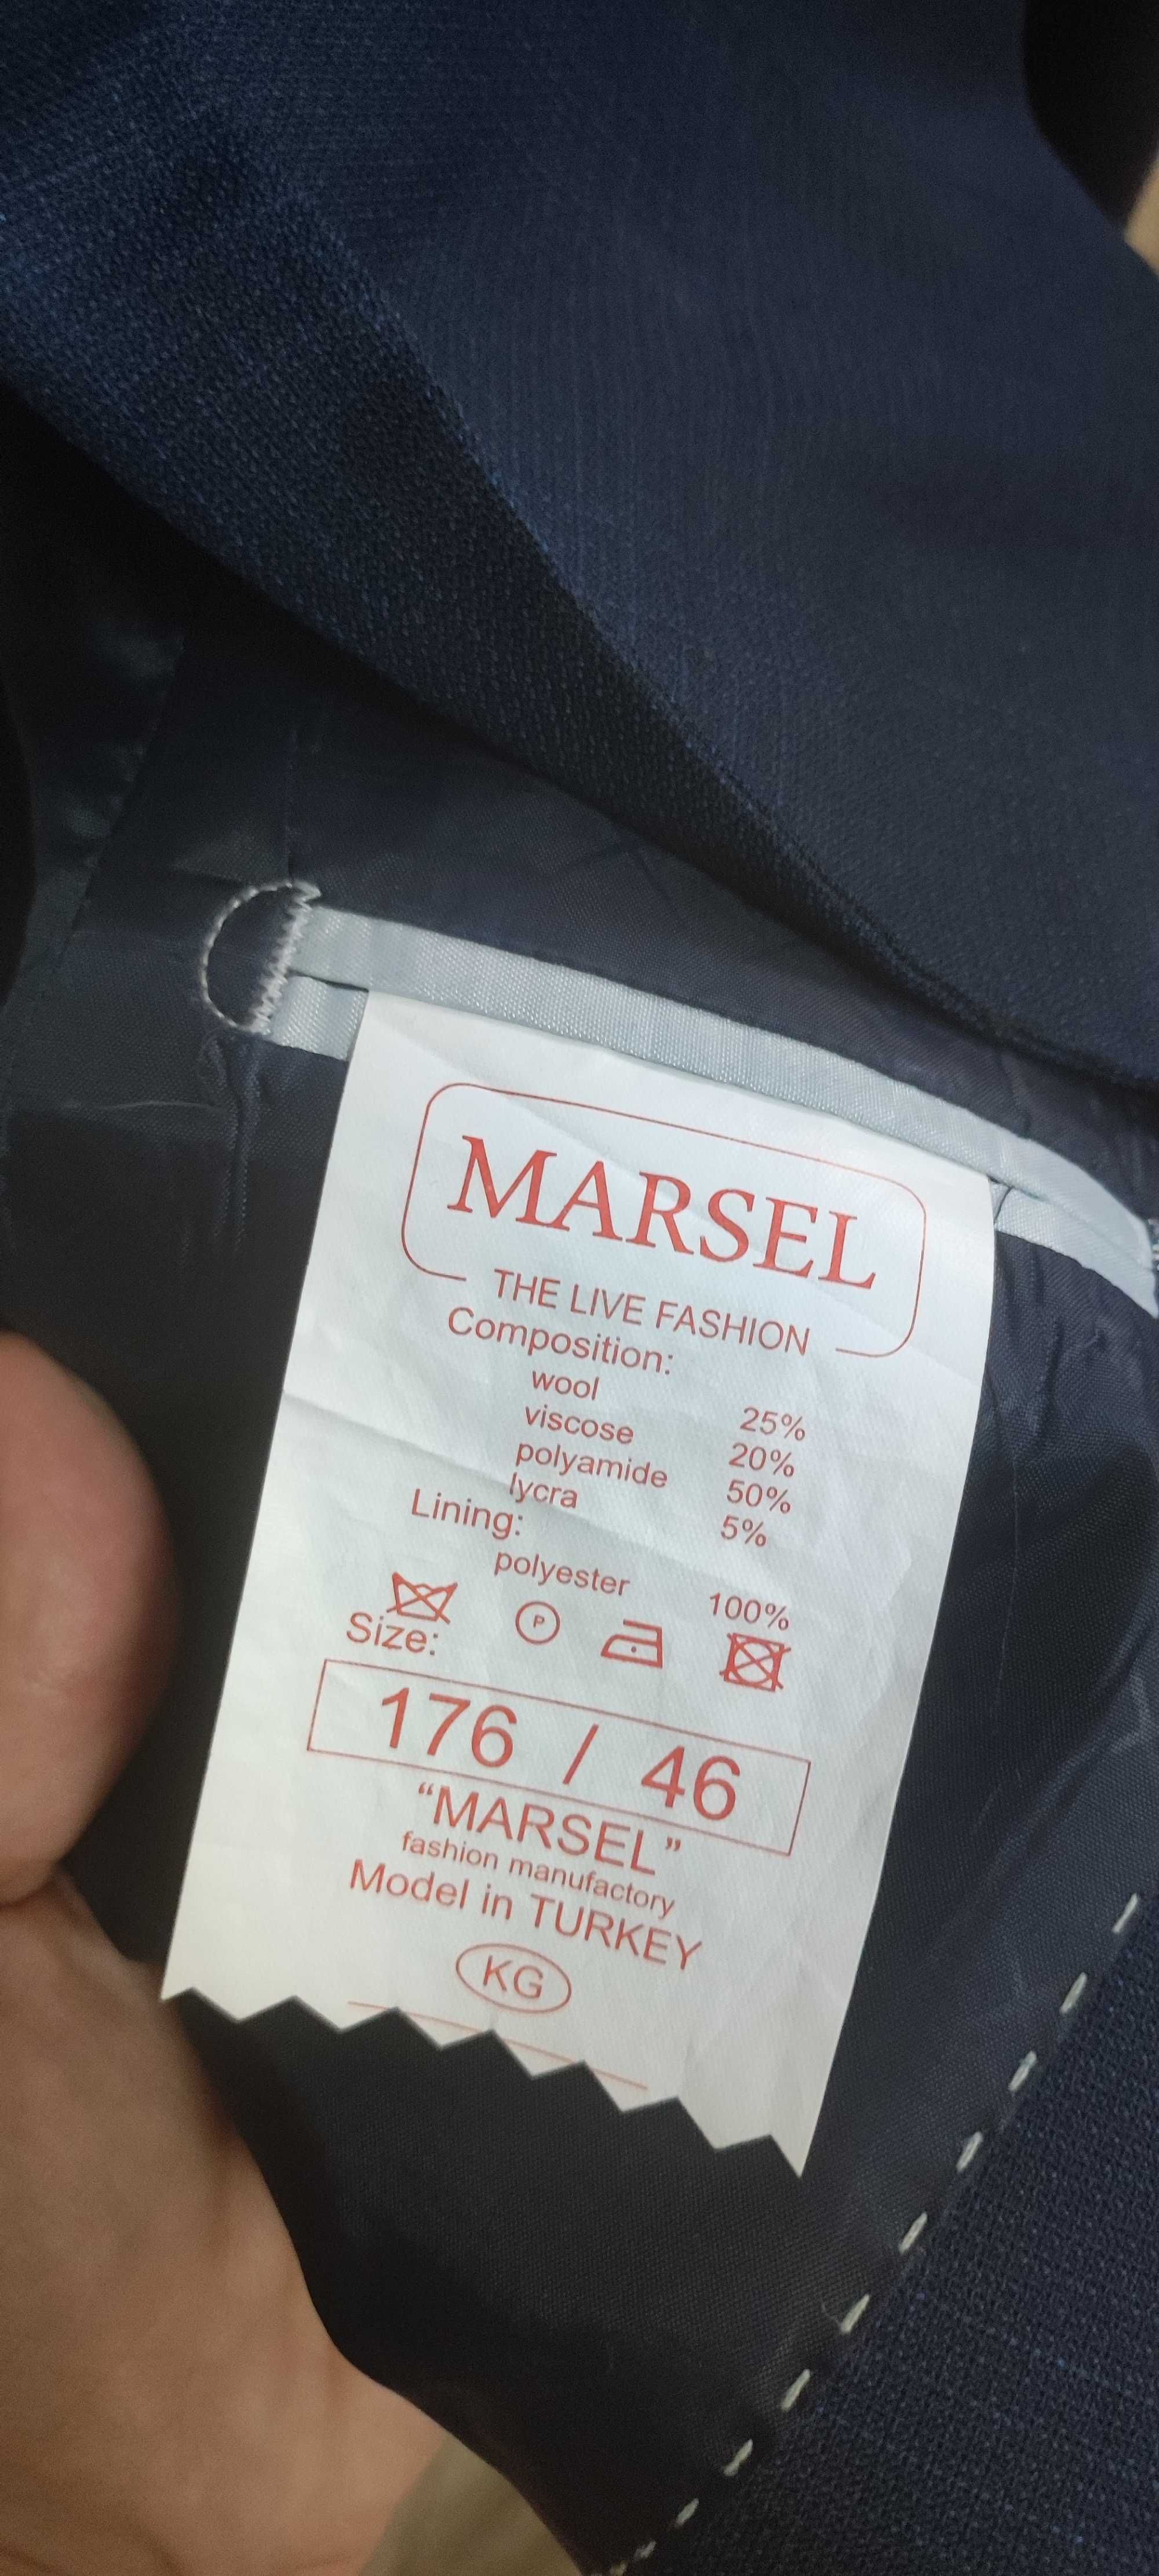 MARSEL
THE LIVE FASHION
Composition:
wool 25%
viscose 20%
polyamide 50%
lycra 5%
Lining:
polyester 100%
P
Size:
176 / 46
“MARSEL”
fashion manufactory
Model in TURKEY
KG